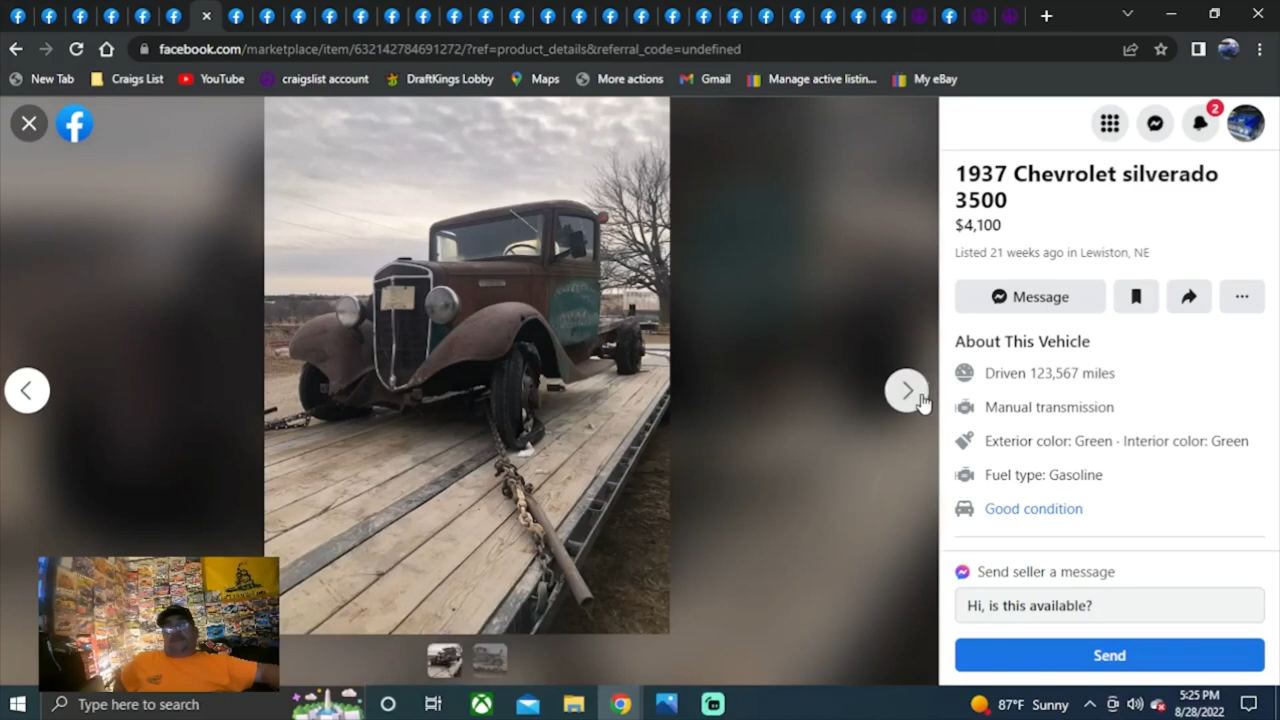 facebook.com/marketplace/item/632142784691272/?ref=product_details&referral_code=undefined
New Tab
Craigs List
YouTube
craigslist account
DraftKings Lobby
Maps
More actions
Gmail
Manage active listin...
My eBay
2
1937 Chevrolet silverado
3500
$4,100
Listed 21 weeks ago in Lewiston, NE
Message
About This Vehicle
Driven 123,567 miles
Manual transmission
Exterior color: Green · Interior color: Green
Fuel type: Gasoline
Good condition
Send seller a message
Hi, is this available?
Send
Type here to search
87°F Sunny
5:25 PM
8/28/2022